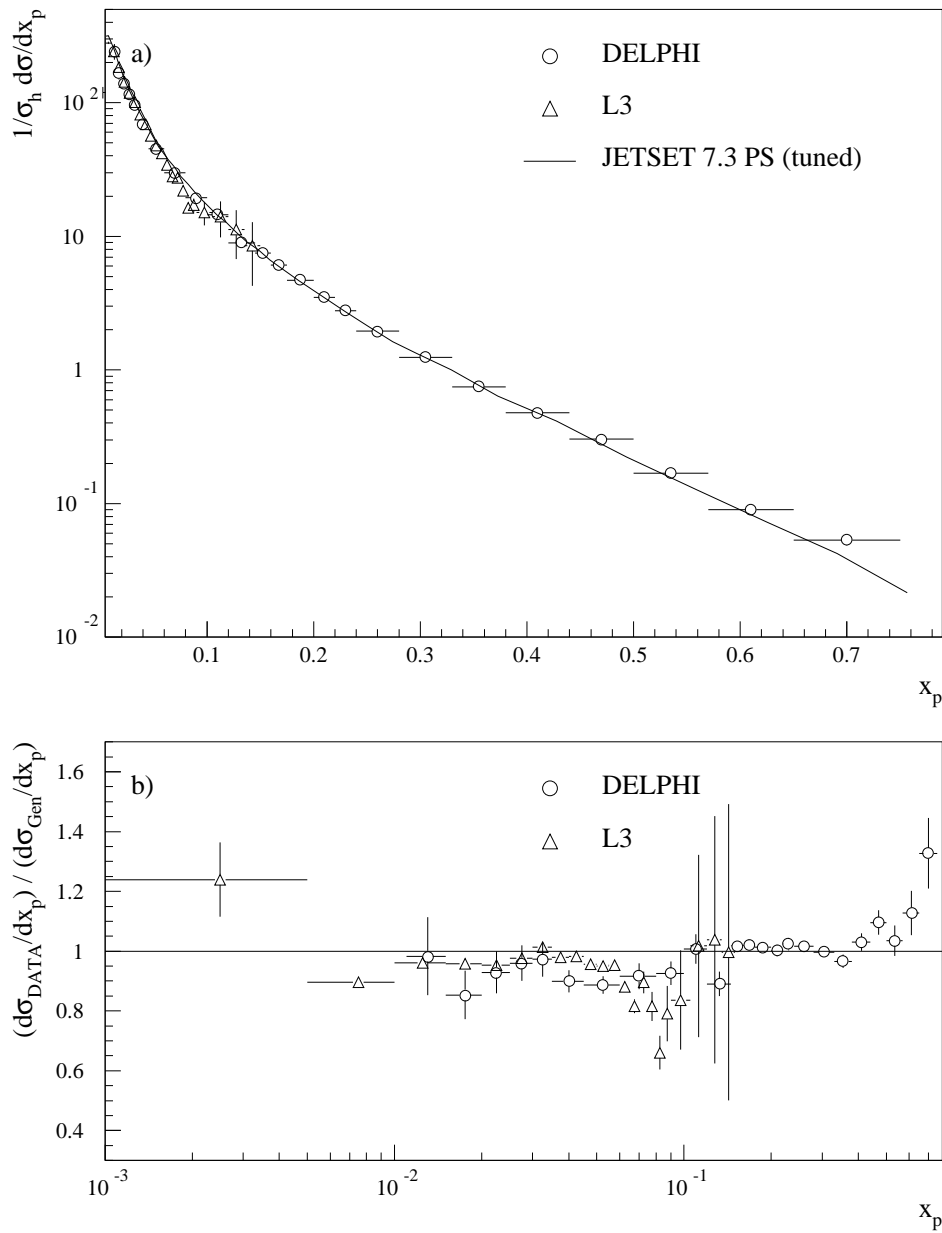 1/σ_h dσ/dx_p
a)
DELPHI
L3
JETSET 7.3 PS (tuned)
10^2
10
1
10^-1
10^-2
0.1 0.2 0.3 0.4 0.5 0.6 0.7
x_p
(dσ_DATA/dx_p) / (dσ_Gen/dx_p)
b)
DELPHI
L3
1.6
1.4
1.2
1
0.8
0.6
0.4
10^-3 10^-2 10^-1
x_p